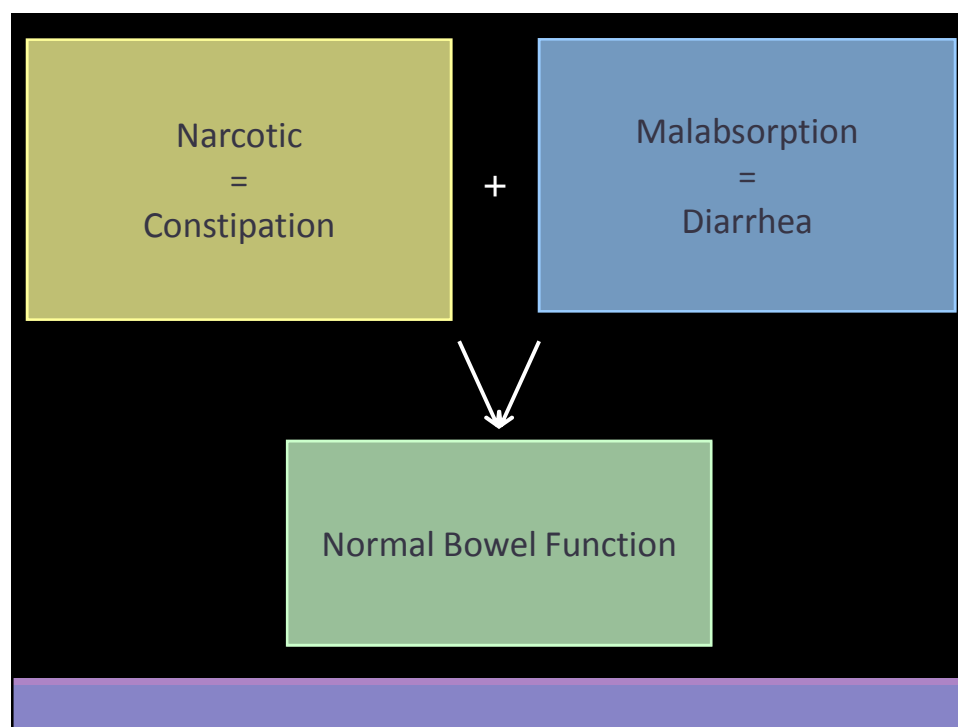 Narcotic
=
Constipation
+
Malabsorption
=
Diarrhea
Normal Bowel Function